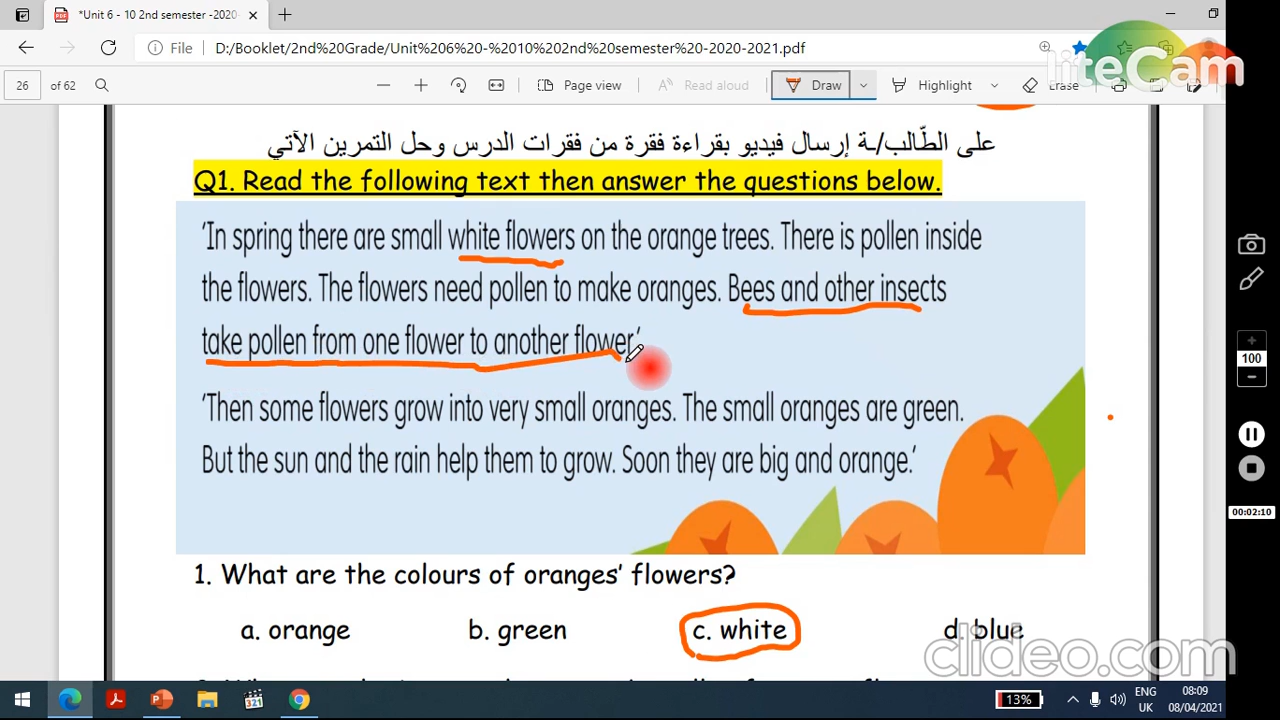 *Unit 6 - 10 2nd semester -2020-
File
D:/Booklet/2nd%20Grade/Unit%206%20-%2010%202nd%20semester%20-2020-2021.pdf
liteCam
26 of 62
Page view
Read aloud
Draw
Highlight
Erase
على الطّالب/ـة إرسال فيديو بقراءة فقرة من فقرات الدرس وحل التمرين الآتي
Q1. Read the following text then answer the questions below.
‘In spring there are small white flowers on the orange trees. There is pollen inside
the flowers. The flowers need pollen to make oranges. Bees and other insects
take pollen from one flower to another flower.’
‘Then some flowers grow into very small oranges. The small oranges are green.
But the sun and the rain help them to grow. Soon they are big and orange.’
1. What are the colours of oranges’ flowers?
a. orange b. green c. white d. blue
clideo.com
100
00:02:10
321
13%
ENG
UK
08:09
08/04/2021